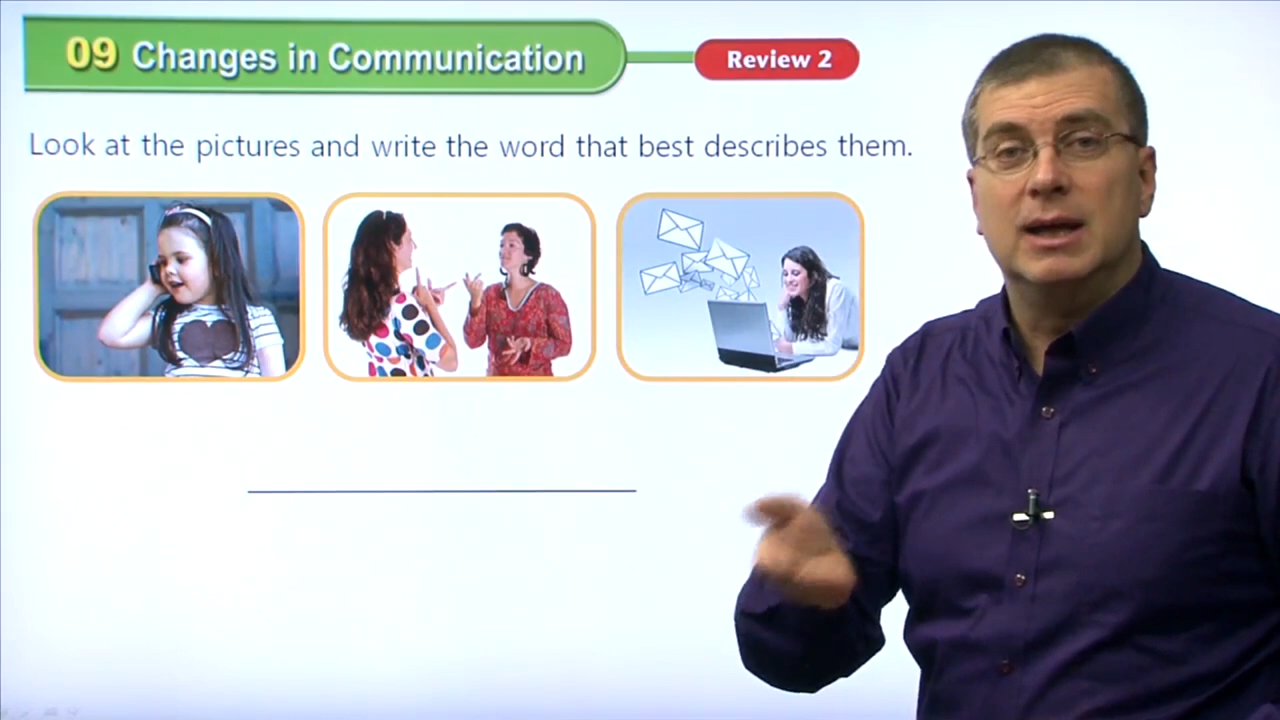 09 Changes in Communication
Review 2
Look at the pictures and write the word that best describes them.